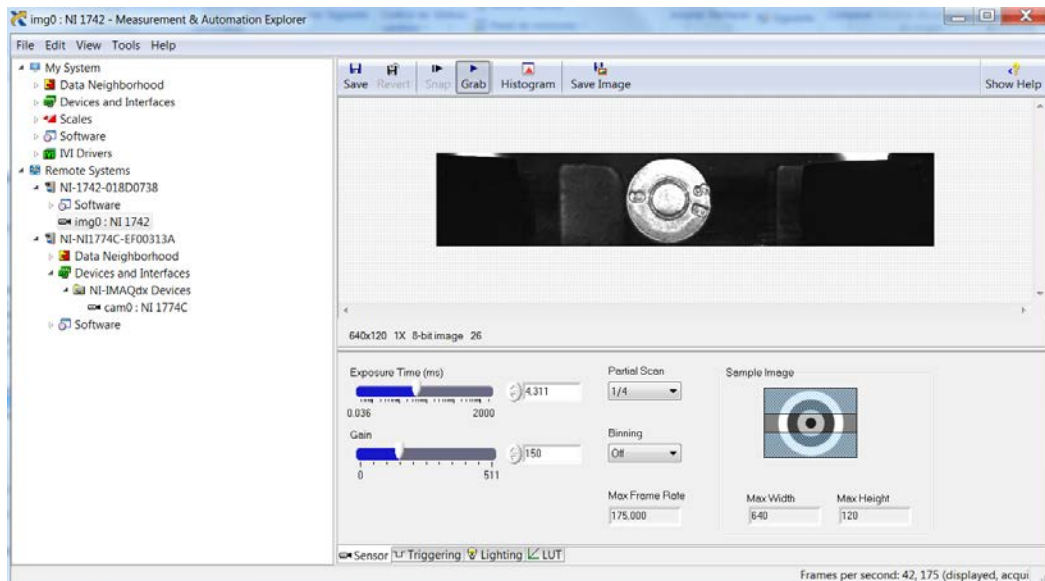 img0 : NI 1742 - Measurement & Automation Explorer
File Edit View Tools Help
My System
Data Neighborhood
Devices and Interfaces
Scales
Software
IVI Drivers
Remote Systems
NI-1742-018D0738
Software
img0 : NI 1742
NI-NI1774C-EF00313A
Data Neighborhood
Devices and Interfaces
NI-IMAQdx Devices
cam0 : NI 1774C
Software
Save Revert Snap Grab Histogram Save Image Show Help
640x120 1X 8-bit image 26
Exposure Time (ms)
4.311
0.036 2000
Gain
150
0 511
Partial Scan
1/4
Binning
Off
Max Frame Rate
175.000
Sample Image
Max Width Max Height
640 120
Sensor Triggering Lighting LUT
Frames per second: 42, 175 (displayed, acqui